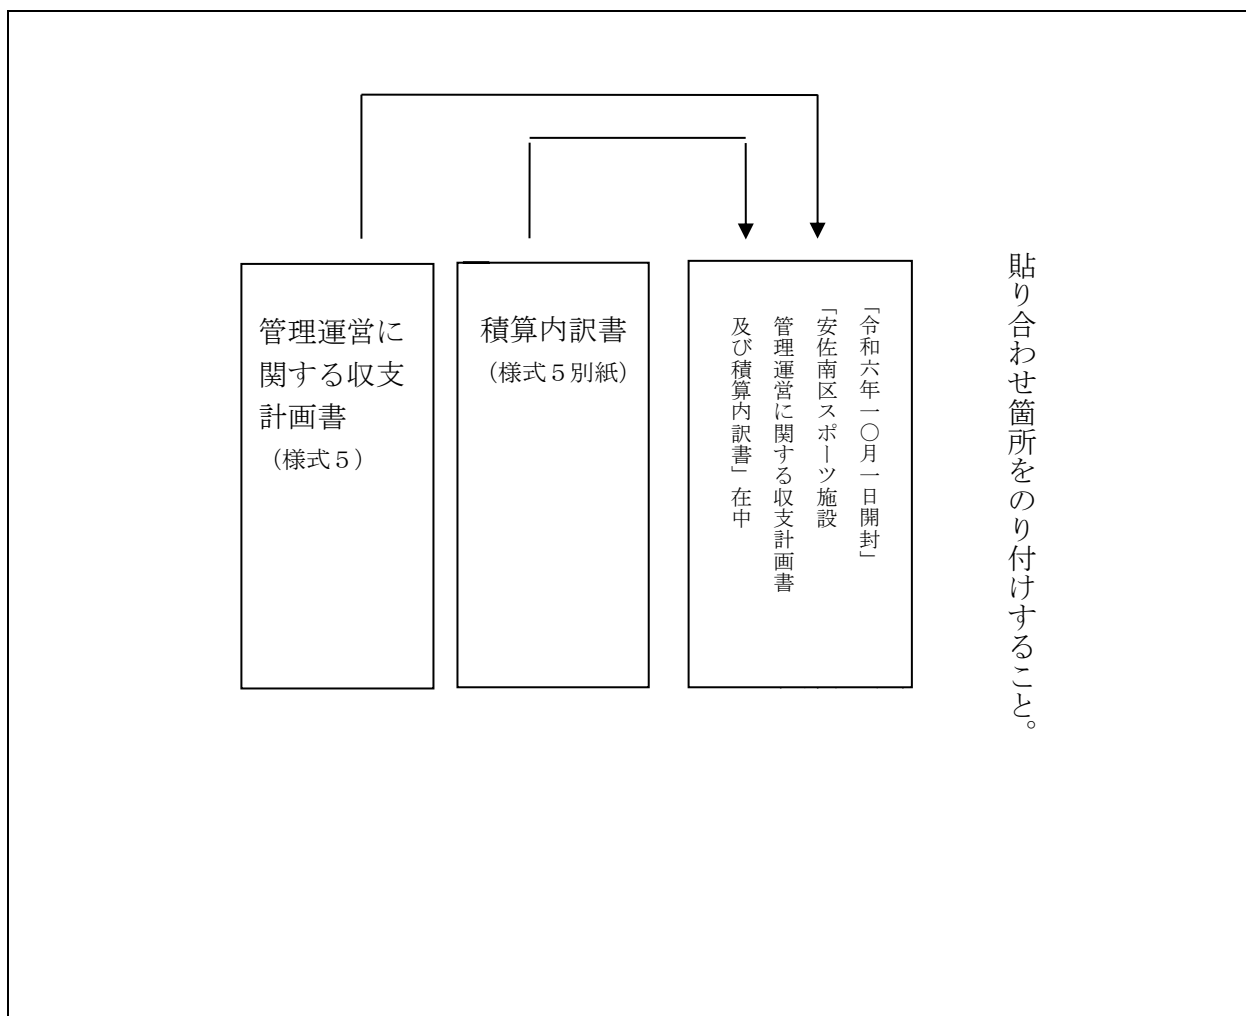 管理運営に
関する収支
計画書
（様式５）
積算内訳書
（様式５別紙）
「令和六年一〇月一日開封」
「安佐南区スポーツ施設
管理運営に関する収支計画書
及び積算内訳書」在中
貼り合わせ箇所をのり付けすること。